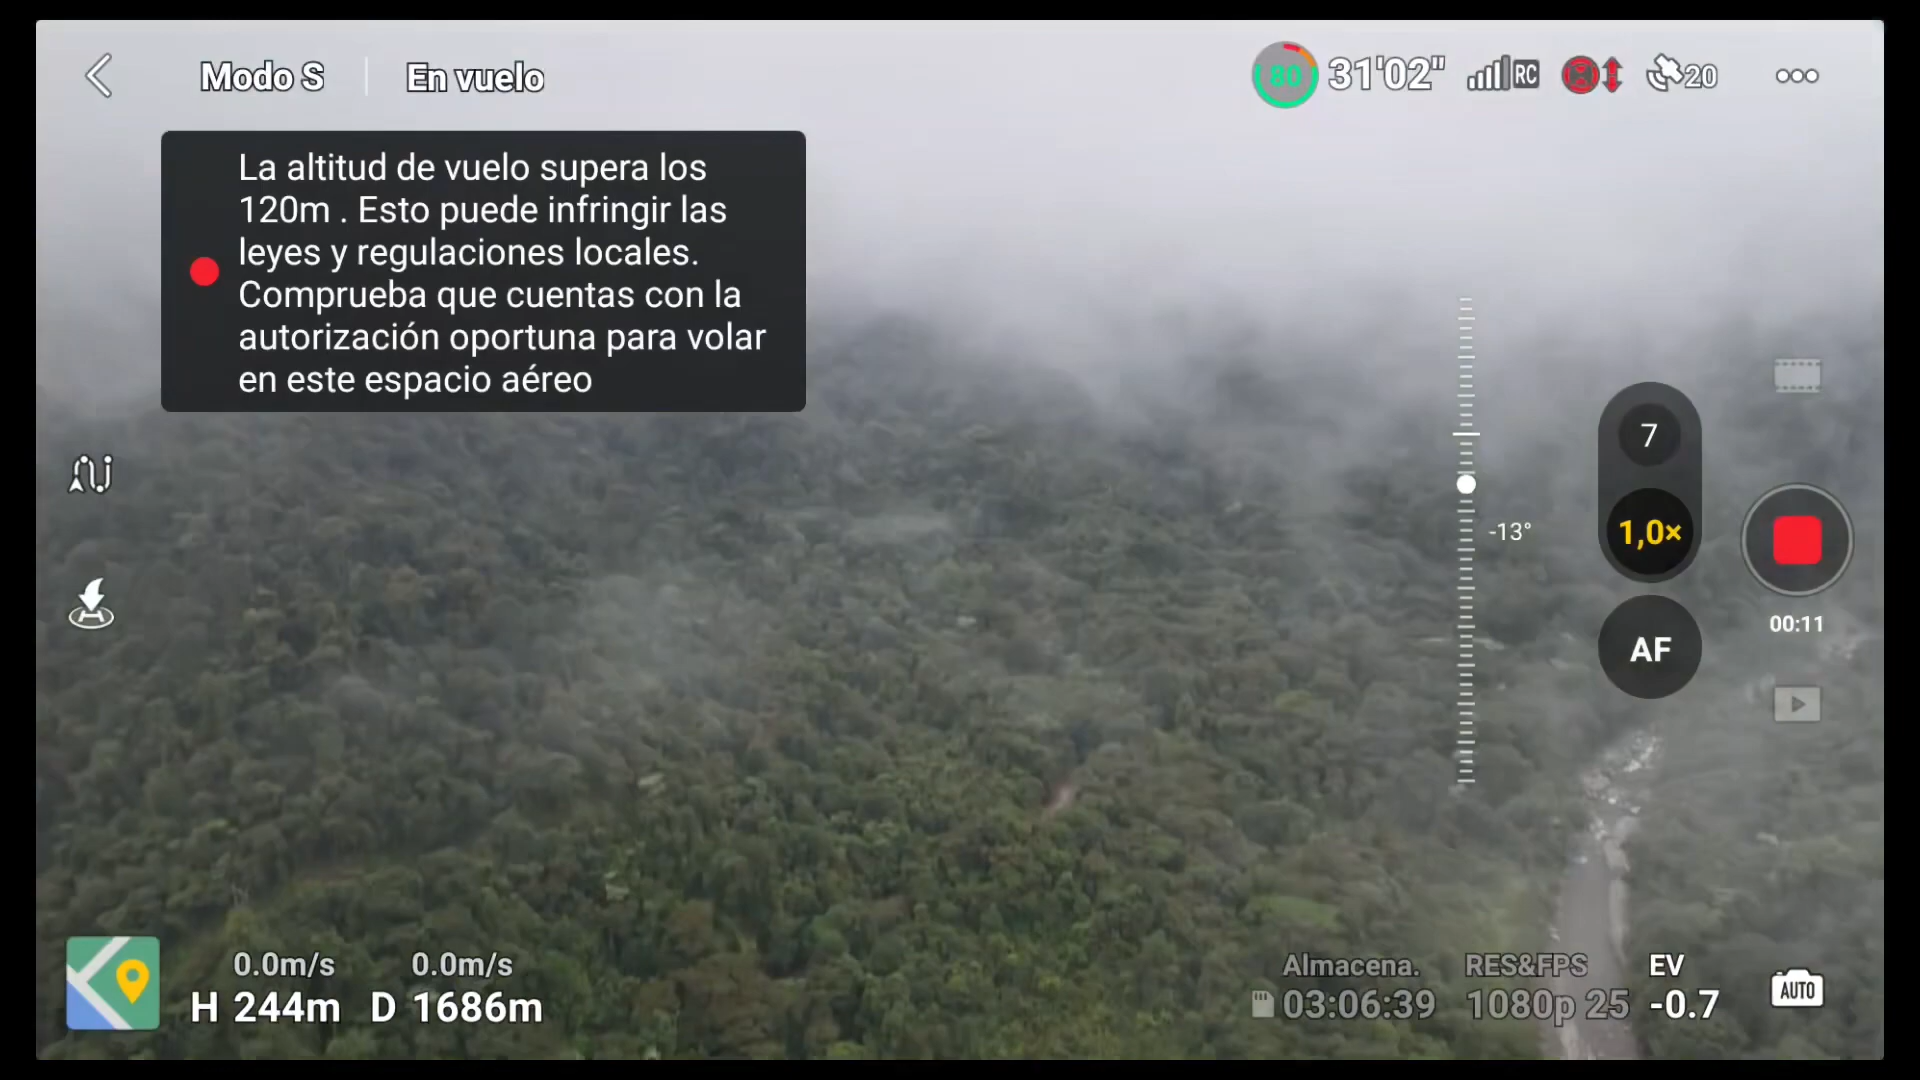 Modo S
En vuelo
80
31'02"
RC
20
La altitud de vuelo supera los
120m . Esto puede infringir las
leyes y regulaciones locales.
Comprueba que cuentas con la
autorización oportuna para volar
en este espacio aéreo
7
-13°
1,0×
00:11
AF
0.0m/s
0.0m/s
H 244m
D 1686m
Almacena.
03:06:39
RES&FPS
1080p 25
EV
-0.7
AUTO